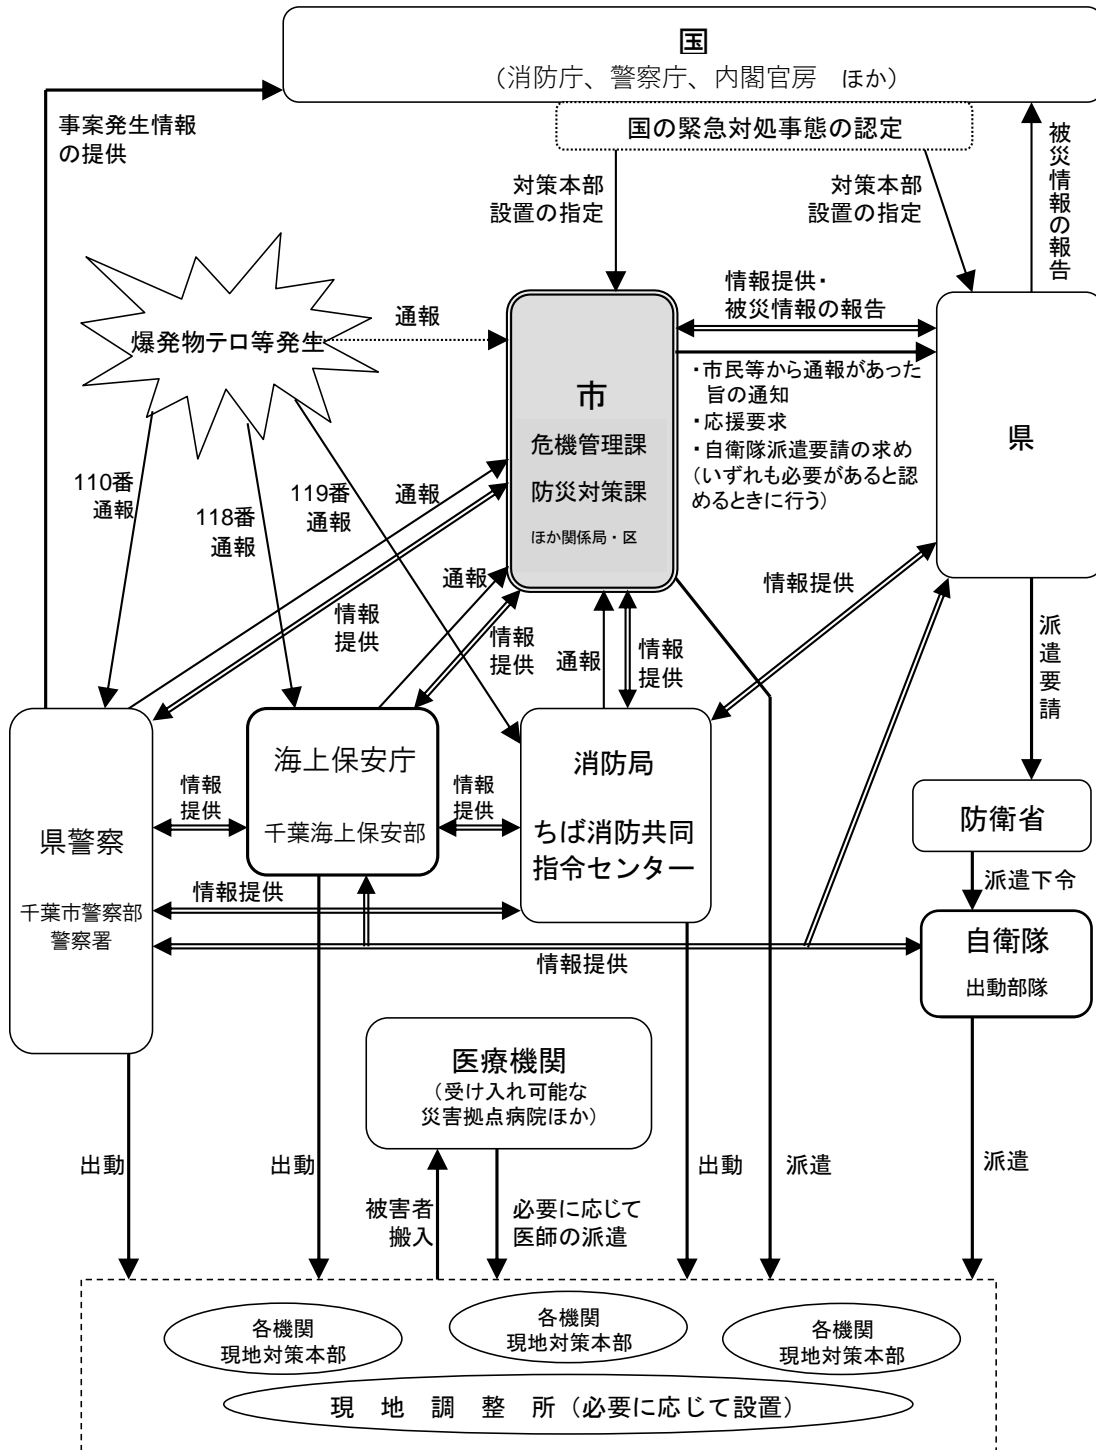 国
（消防庁、警察庁、内閣官房　ほか）
国の緊急対処事態の認定
事案発生情報
の提供
対策本部
設置の指定
対策本部
設置の指定
被災情報の報告
爆発物テロ等発生
通報
情報提供・
被災情報の報告
市
危機管理課
防災対策課
ほか関係局・区
・市民等から通報があった
旨の通知
・応援要求
・自衛隊派遣要請の求め
（いずれも必要があると認
めるときに行う）
県
110番
通報
118番
通報
119番
通報
通報
情報
提供
通報
情報
提供
通報
情報
提供
情報提供
派遣要請
県警察
千葉市警察部
警察署
情報
提供
海上保安庁
千葉海上保安部
情報
提供
消防局
ちば消防共同
指令センター
防衛省
派遣下令
自衛隊
出動部隊
情報提供
情報提供
医療機関
（受け入れ可能な
災害拠点病院ほか）
出動
出動
被害者
搬入
必要に応じて
医師の派遣
出動
派遣
派遣
各機関
現地対策本部
各機関
現地対策本部
各機関
現地対策本部
現　地　調　整　所（必要に応じて設置）